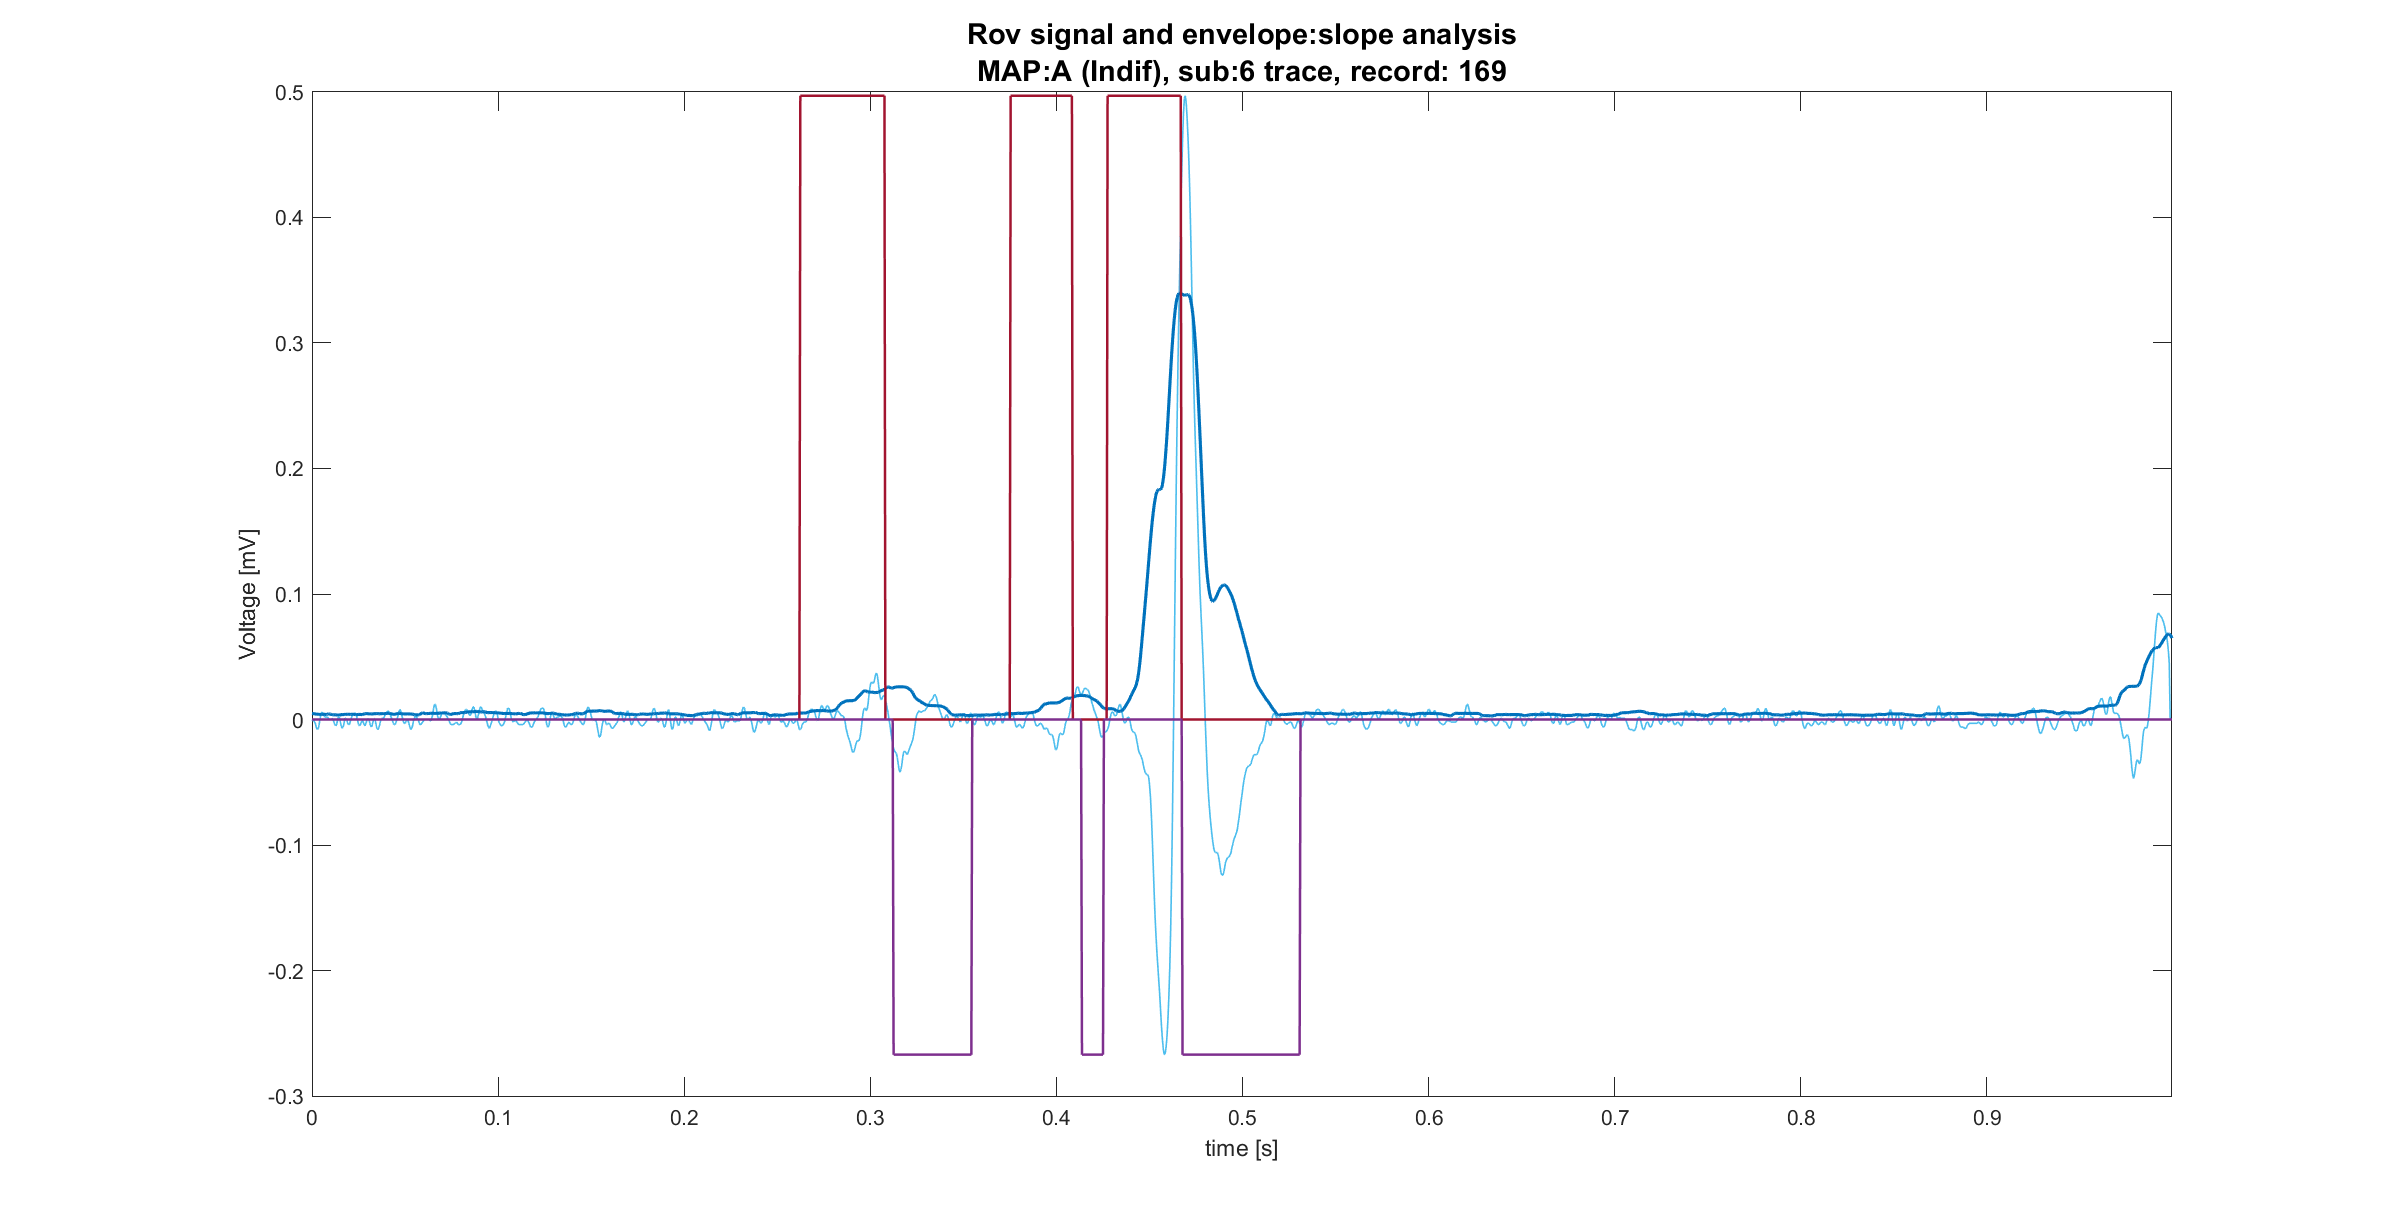 Rov signal and envelope:slope analysis
MAP:A (Indif), sub:6 trace, record: 169
0.5
0.4
0.3
0.2
0.1
0
-0.1
-0.2
-0.3
Voltage [mV]
0 0.1 0.2 0.3 0.4 0.5 0.6 0.7 0.8 0.9
time [s]